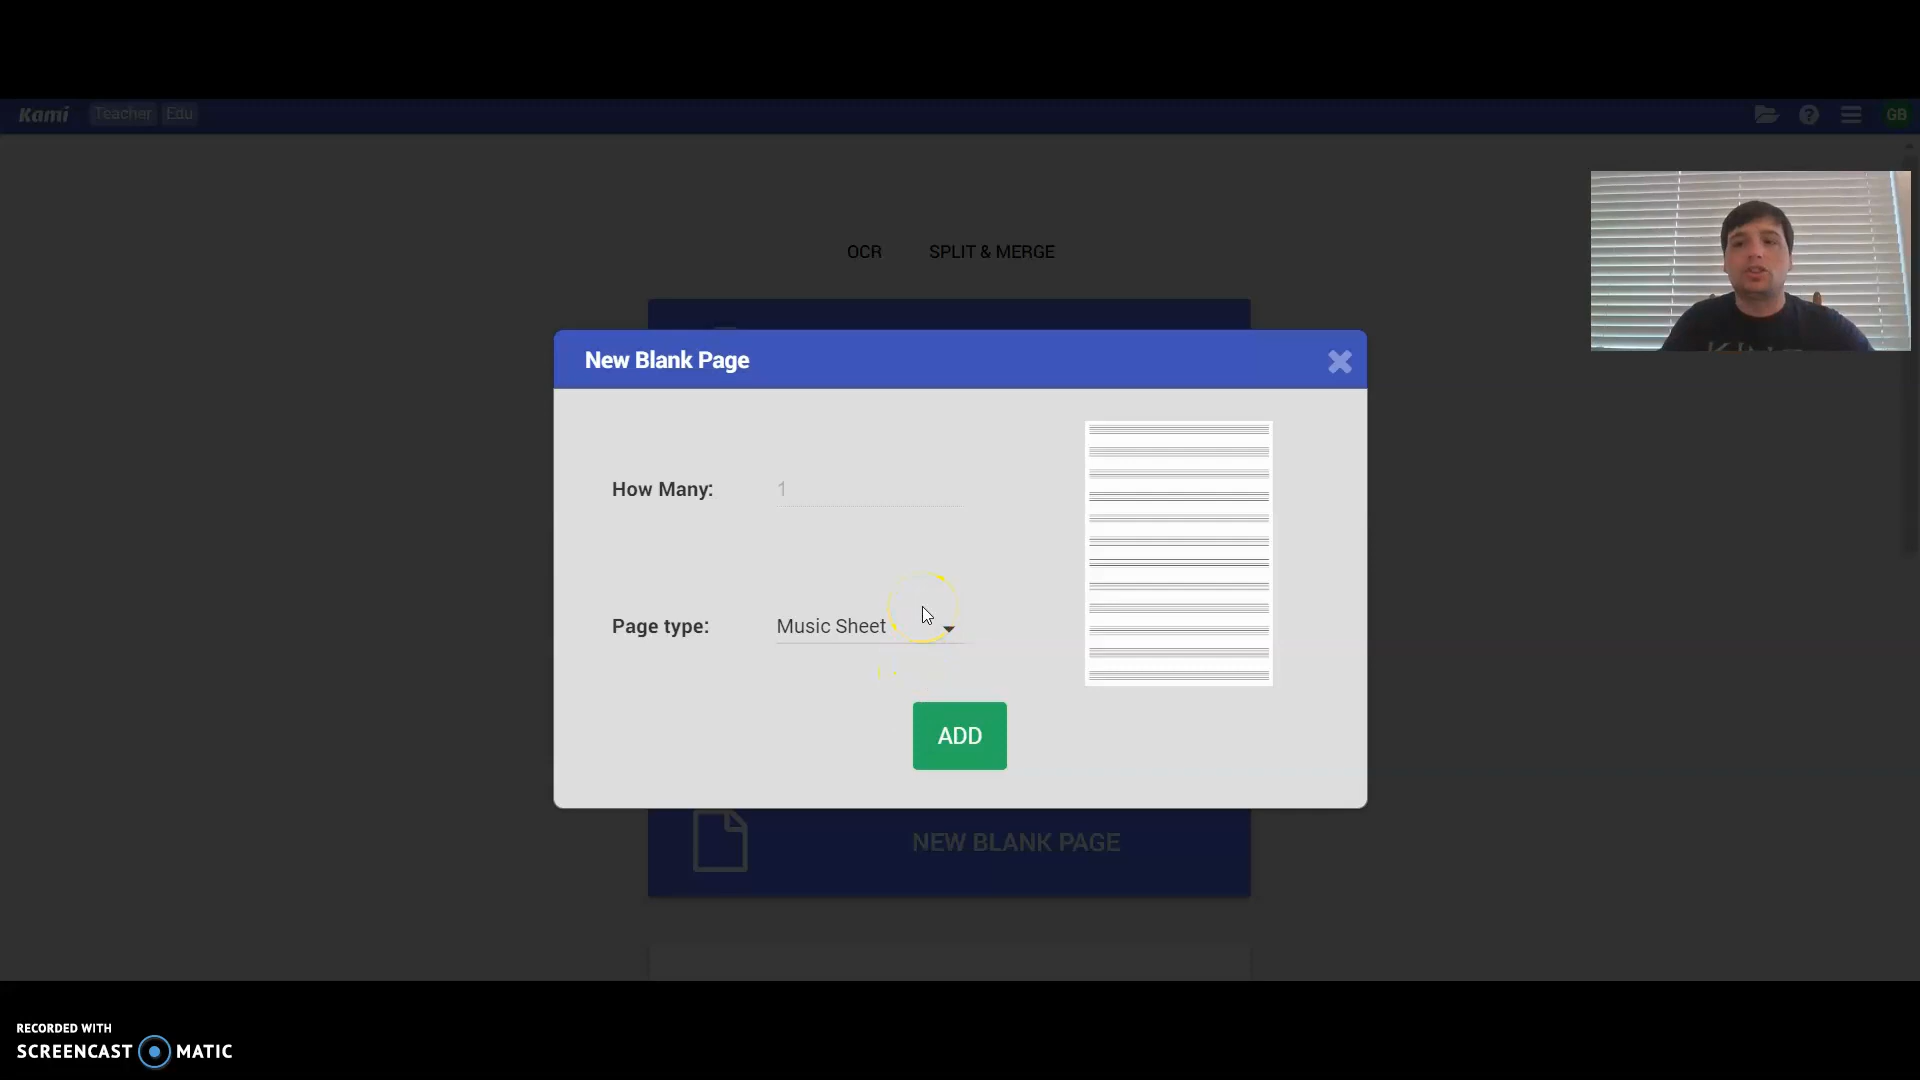 Kami Teacher Edu
GB
OCR SPLIT & MERGE
New Blank Page
How Many: 1
Page type: Music Sheet
ADD
NEW BLANK PAGE
RECORDED WITH
SCREENCAST MATIC